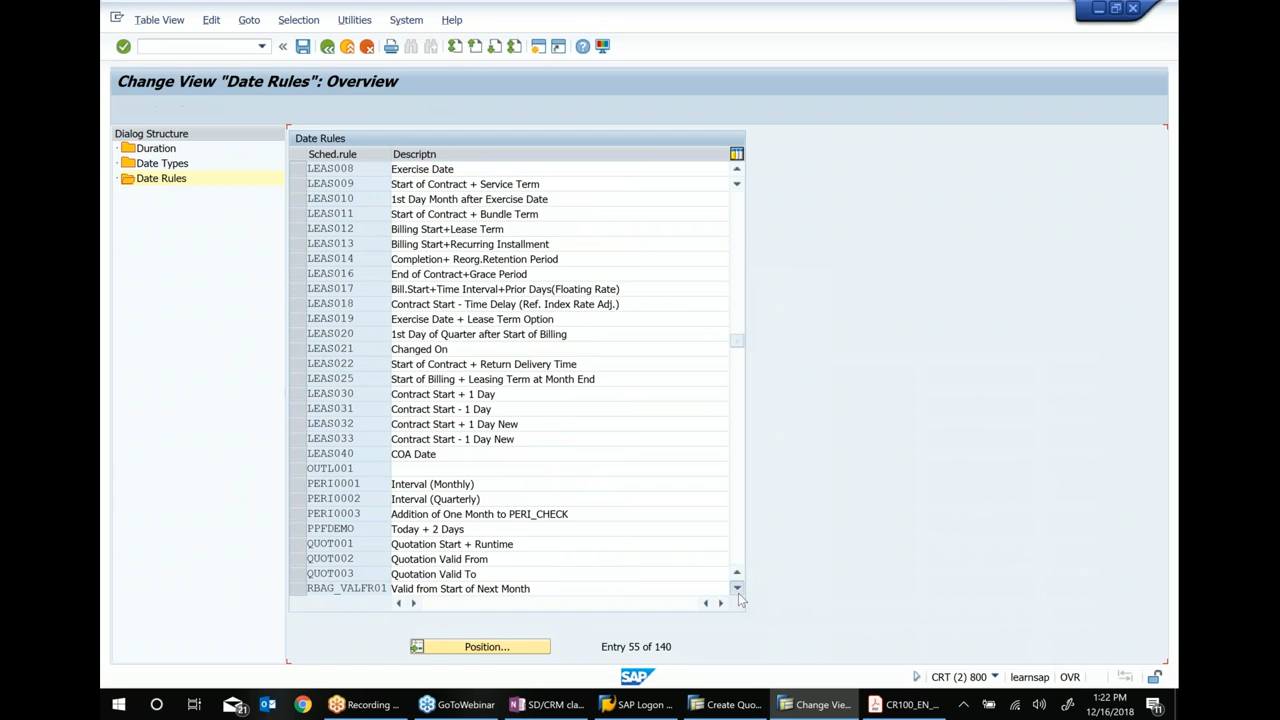 Table View Edit Goto Selection Utilities System Help
Change View "Date Rules": Overview
Dialog Structure
Duration
Date Types
Date Rules
Date Rules
Sched.rule Descriptn
LEAS008 Exercise Date
LEAS009 Start of Contract + Service Term
LEAS010 1st Day Month after Exercise Date
LEAS011 Start of Contract + Bundle Term
LEAS012 Billing Start+Lease Term
LEAS013 Billing Start+Recurring Installment
LEAS014 Completion+ Reorg.Retention Period
LEAS016 End of Contract+Grace Period
LEAS017 Bill.Start+Time Interval+Prior Days(Floating Rate)
LEAS018 Contract Start - Time Delay (Ref. Index Rate Adj.)
LEAS019 Exercise Date + Lease Term Option
LEAS020 1st Day of Quarter after Start of Billing
LEAS021 Changed On
LEAS022 Start of Contract + Return Delivery Time
LEAS025 Start of Billing + Leasing Term at Month End
LEAS030 Contract Start + 1 Day
LEAS031 Contract Start - 1 Day
LEAS032 Contract Start + 1 Day New
LEAS033 Contract Start - 1 Day New
LEAS040 COA Date
OUTL001
PERI0001 Interval (Monthly)
PERI0002 Interval (Quarterly)
PERI0003 Addition of One Month to PERI_CHECK
PPFDEMO Today + 2 Days
QUOT001 Quotation Start + Runtime
QUOT002 Quotation Valid From
QUOT003 Quotation Valid To
RBAG_VALFR01 Valid from Start of Next Month
Position... Entry 55 of 140
SAP CRT (2) 800 learnsap OVR
21 Recording ... GoToWebinar SD/CRM cla... SAP Logon ... Create Quo... Change Vie... CR100_EN_... 1:22 PM
12/16/2018 11